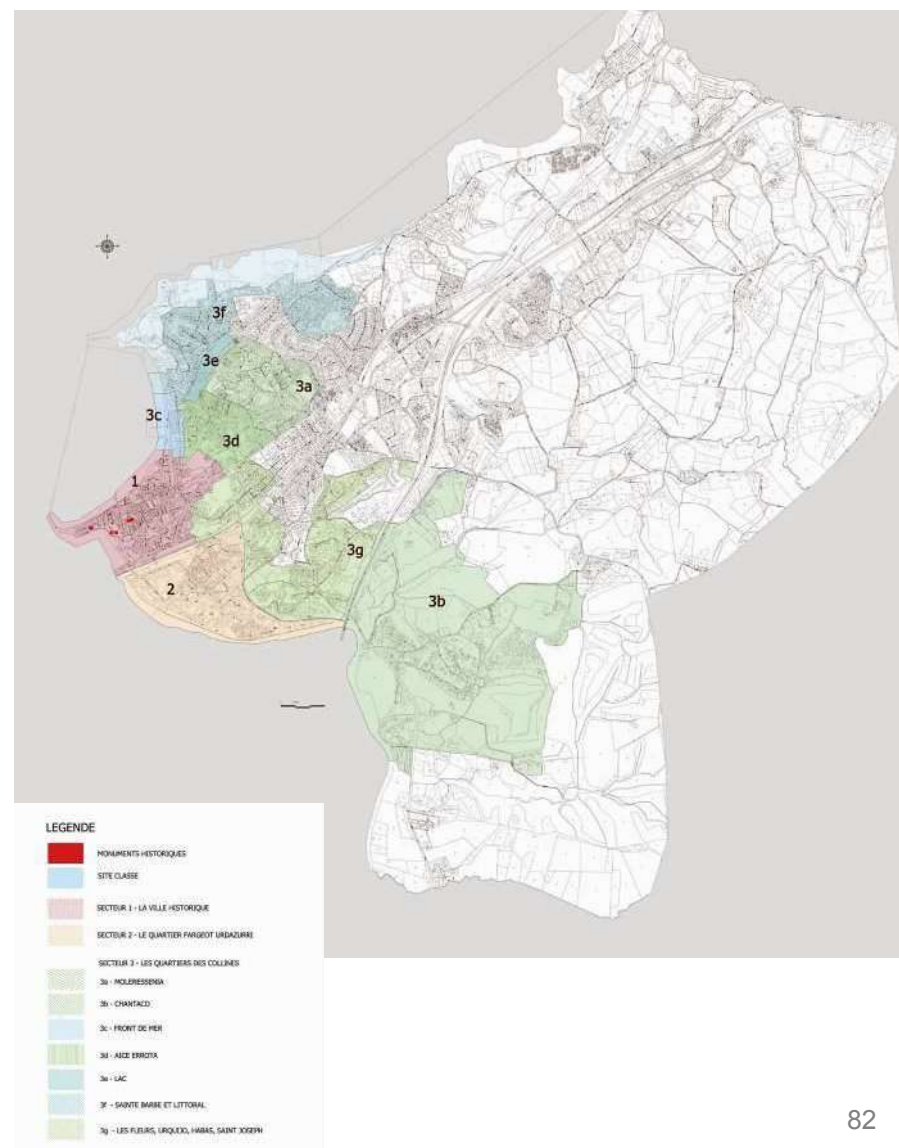 3f
3e
3a
3c
3d
1
3g
2
3b
LEGENDE
MONUMENTS HISTORIQUES
SITE CLASSE
SECTEUR 1 - LA VILLE HISTORIQUE
SECTEUR 2 - LE QUARTIER FARGEOT URDAZURRI
SECTEUR 3 - LES QUARTIERS DES COLLINES
3a - MOLERESSENIA
3b - CHANTACO
3c - FRONT DE MER
3d - AICE ERROTA
3e - LAC
3f - SAINTE BARBE ET LITTORAL
3g - LES FLEURS, URQUIJO, HABAS, SAINT JOSEPH
82